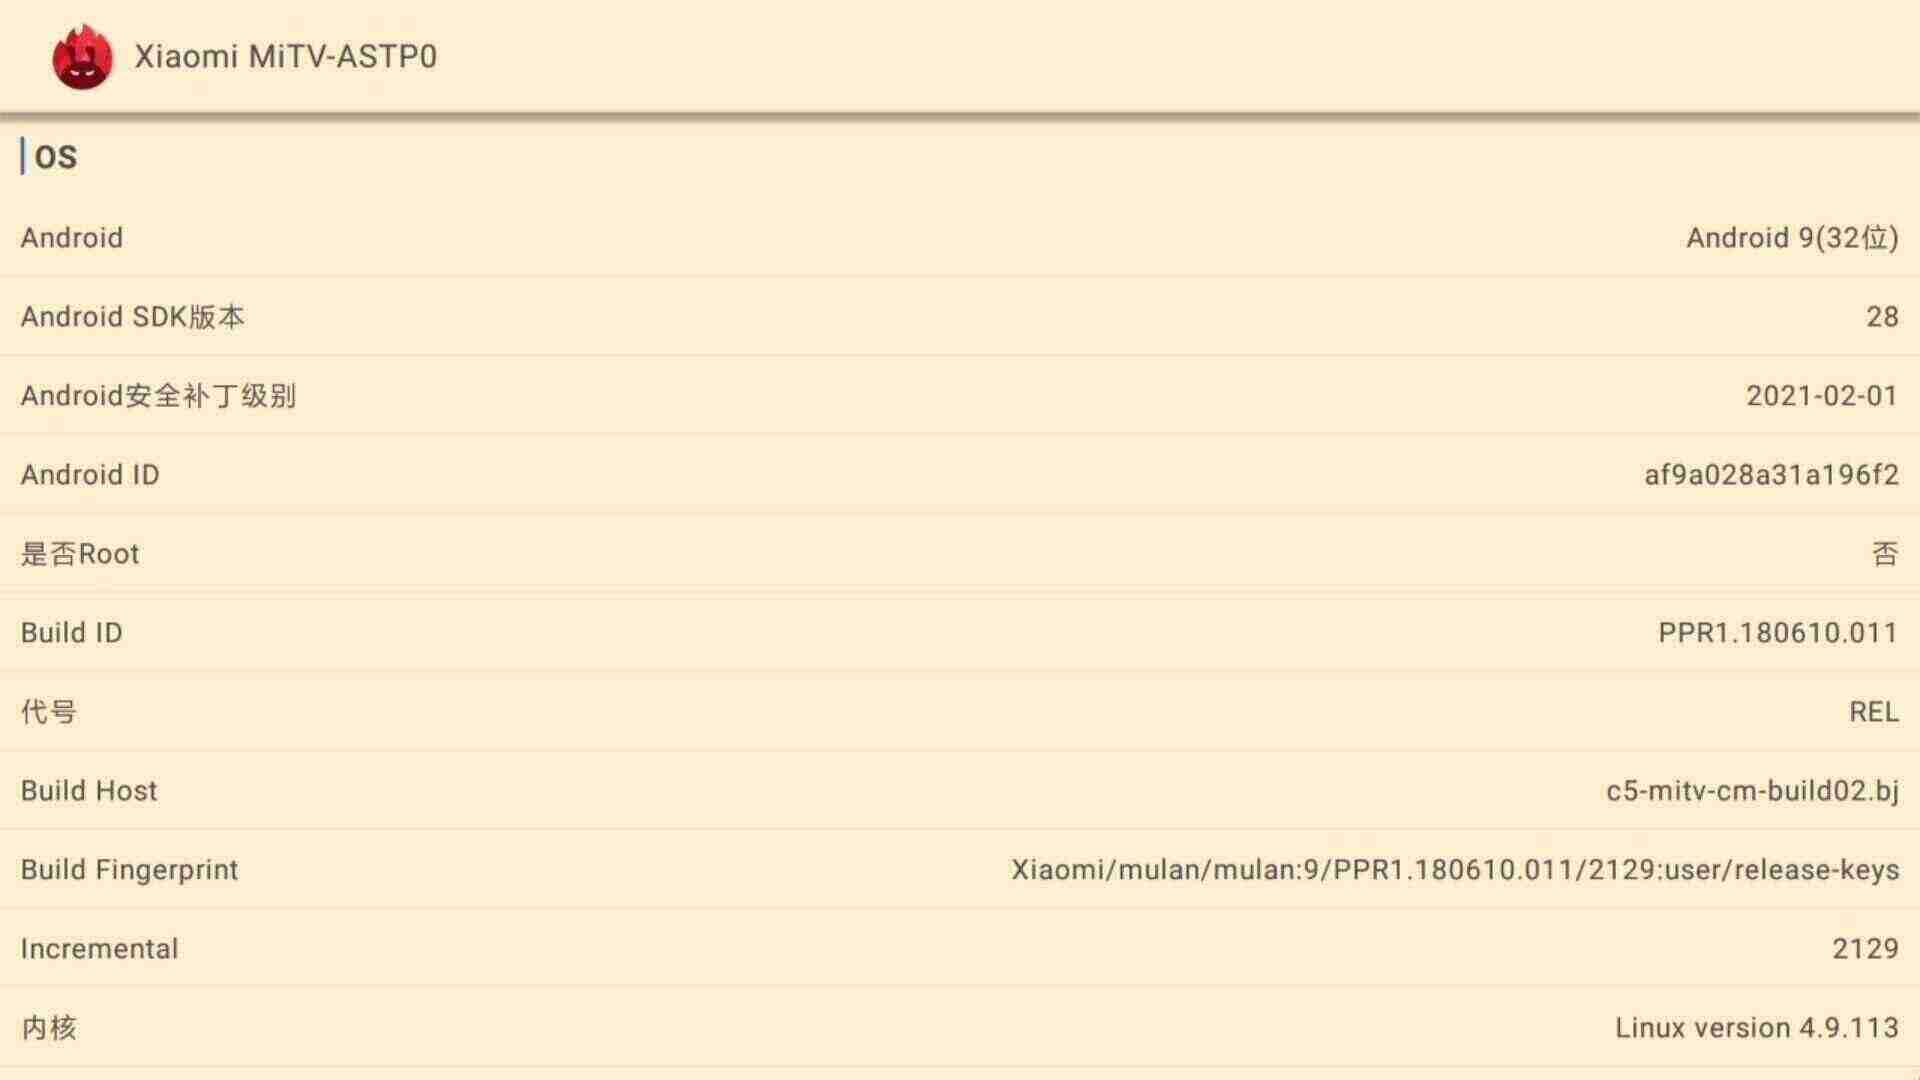 Xiaomi MiTV-ASTP0
OS
Android Android 9(32位)
Android SDK版本 28
Android安全补丁级别 2021-02-01
Android ID af9a028a31a196f2
是否Root 否
Build ID PPR1.180610.011
代号 REL
Build Host c5-mitv-cm-build02.bj
Build Fingerprint Xiaomi/mulan/mulan:9/PPR1.180610.011/2129:user/release-keys
Incremental 2129
内核 Linux version 4.9.113